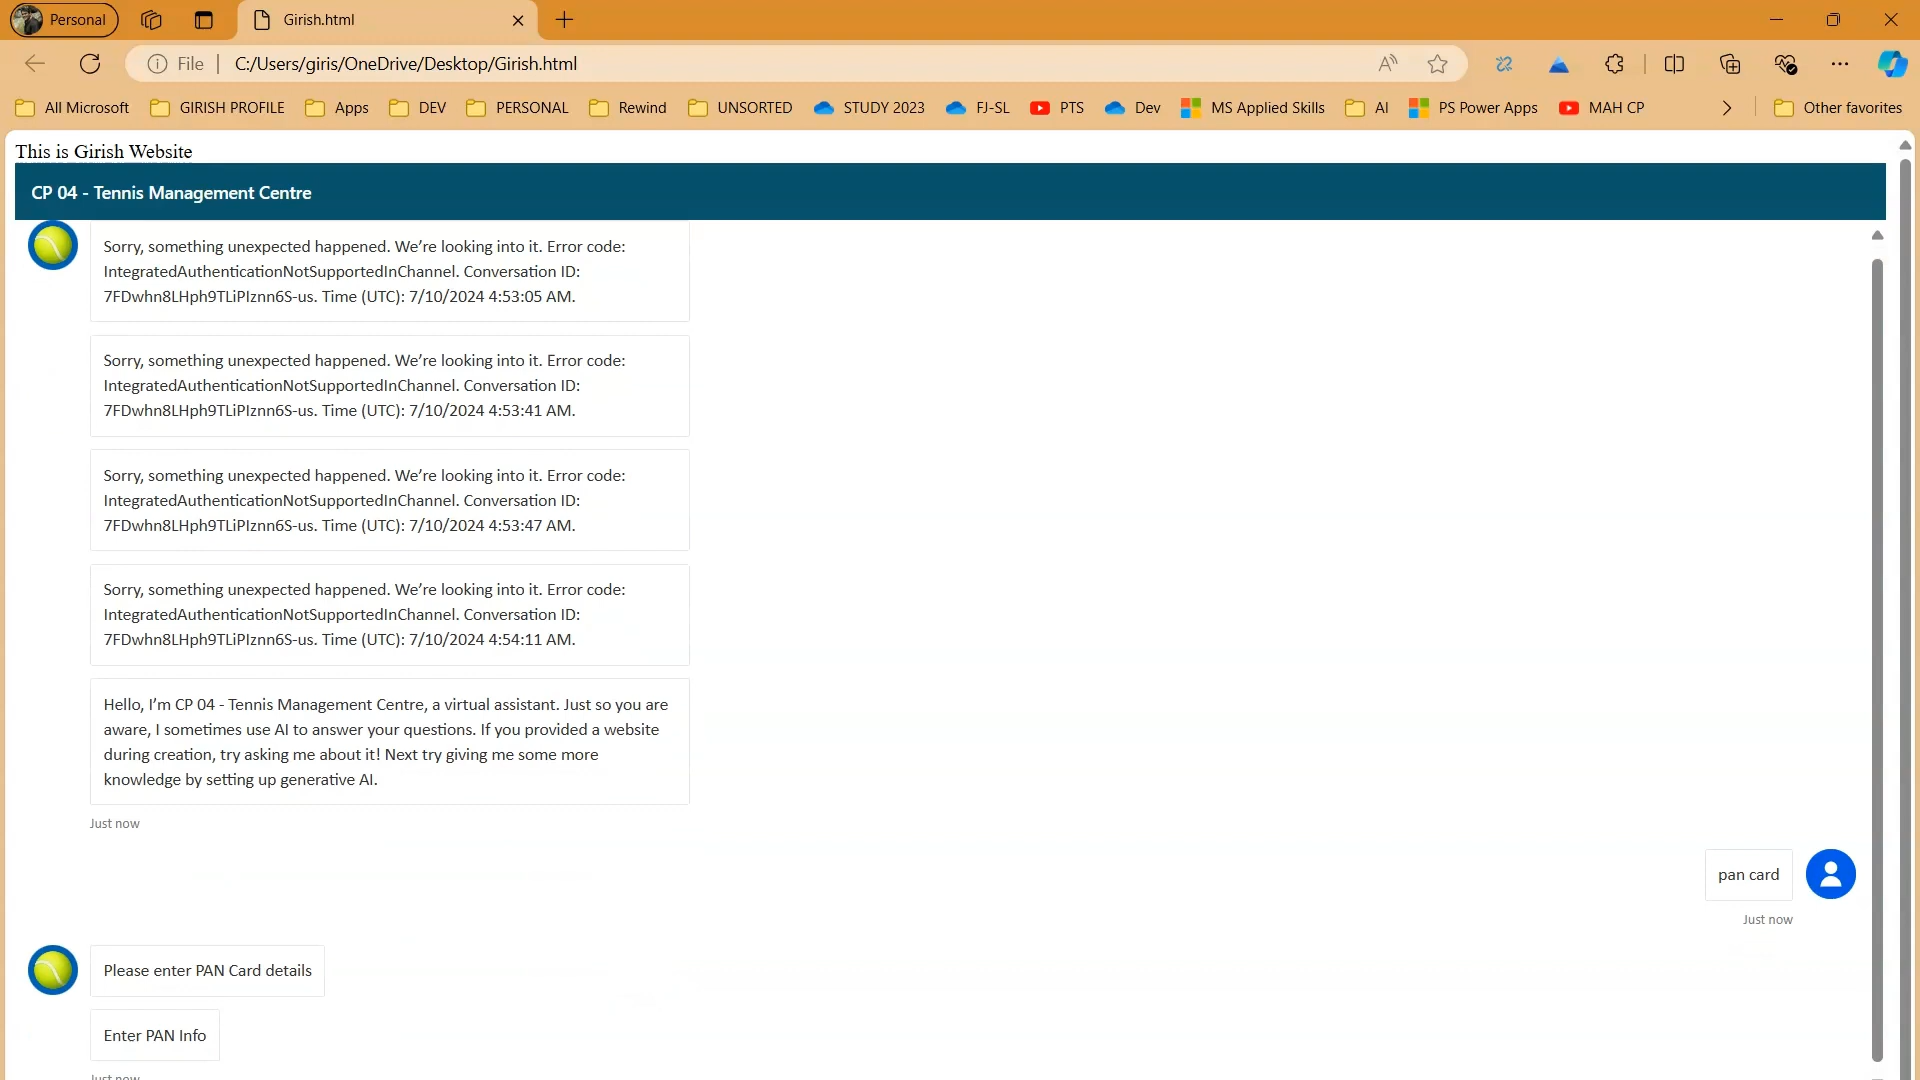 Personal
Girish.html
File
C:/Users/giris/OneDrive/Desktop/Girish.html
All Microsoft
GIRISH PROFILE
Apps
DEV
PERSONAL
Rewind
UNSORTED
STUDY 2023
FJ-SL
PTS
Dev
MS Applied Skills
AI
PS Power Apps
MAH CP
Other favorites
This is Girish Website
CP 04 - Tennis Management Centre
Sorry, something unexpected happened. We’re looking into it. Error code:
IntegratedAuthenticationNotSupportedInChannel. Conversation ID:
7FDwhn8LHph9TLiPIznn6S-us. Time (UTC): 7/10/2024 4:53:05 AM.
Sorry, something unexpected happened. We’re looking into it. Error code:
IntegratedAuthenticationNotSupportedInChannel. Conversation ID:
7FDwhn8LHph9TLiPIznn6S-us. Time (UTC): 7/10/2024 4:53:41 AM.
Sorry, something unexpected happened. We’re looking into it. Error code:
IntegratedAuthenticationNotSupportedInChannel. Conversation ID:
7FDwhn8LHph9TLiPIznn6S-us. Time (UTC): 7/10/2024 4:53:47 AM.
Sorry, something unexpected happened. We’re looking into it. Error code:
IntegratedAuthenticationNotSupportedInChannel. Conversation ID:
7FDwhn8LHph9TLiPIznn6S-us. Time (UTC): 7/10/2024 4:54:11 AM.
Hello, I’m CP 04 - Tennis Management Centre, a virtual assistant. Just so you are
aware, I sometimes use AI to answer your questions. If you provided a website
during creation, try asking me about it! Next try giving me some more
knowledge by setting up generative AI.
Just now
pan card
Just now
Please enter PAN Card details
Enter PAN Info
Just now